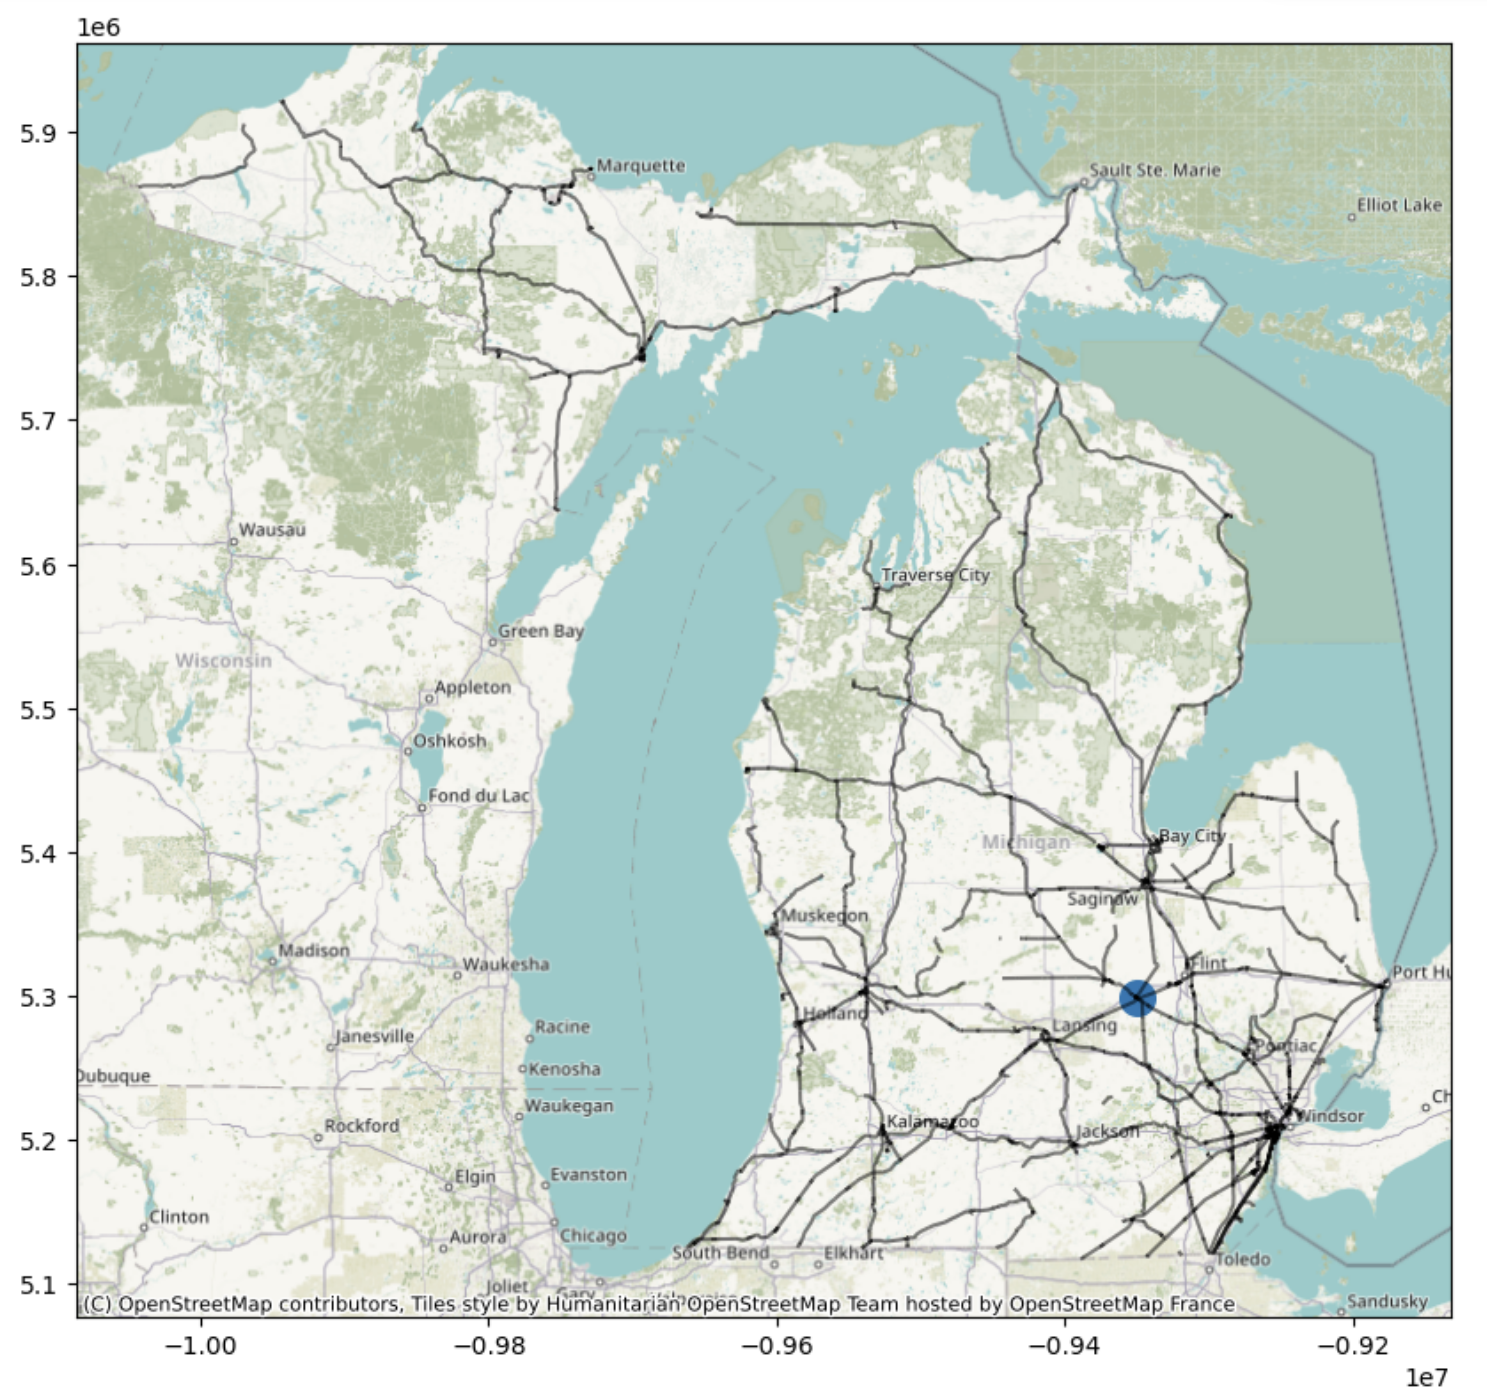 1e6
5.9
Marquette
Sault Ste. Marie
Elliot Lake
5.8
5.7
Wausau
5.6
Traverse City
Green Bay
Wisconsin
Appleton
5.5
Oshkosh
Fond du Lac
Bay City
Michigan
5.4
Saginaw
Muskegon
Madison
Waukesha
Flint
Port Hu
5.3
Holland
Racine
Lansing
Janesville
Pontiac
Kenosha
Dubuque
Ch
Waukegan
Windsor
Rockford
Kalamazoo
Jackson
5.2
Evanston
Elgin
Clinton
Chicago
Aurora
South Bend
Elkhart
Toledo
5.1
Joliet
Gary
Sandusky
(C) OpenStreetMap contributors, Tiles style by Humanitarian OpenStreetMap Team hosted by OpenStreetMap France
−1.00
−0.98
−0.96
−0.94
−0.92
1e7